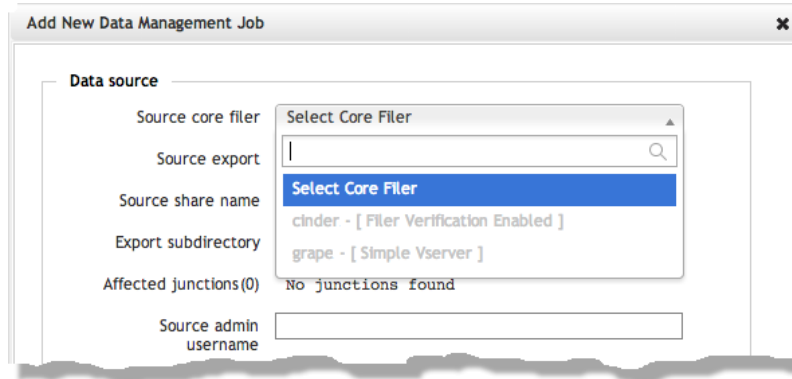 Add New Data Management Job
Data source
Source core filer
Select Core Filer
Source export
Select Core Filer
Source share name
cinder - [ Filer Verification Enabled ]
Export subdirectory
grape - [ Simple Vserver ]
Affected junctions(0)
No junctions found
Source admin
username